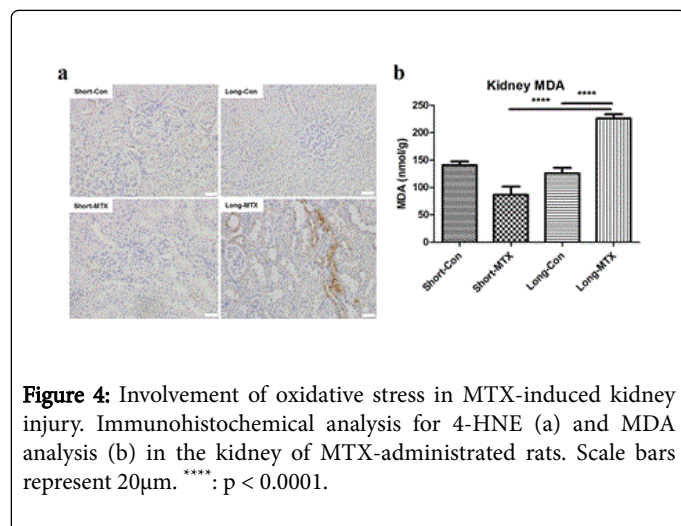 a
Short-Con
Long-Con
Short-MTX
Long-MTX
b
Kidney MDA
****
****
MDA (nmol/g)
250
200
150
100
50
0
Short-Con
Short-MTX
Long-Con
Long-MTX
Figure 4: Involvement of oxidative stress in MTX-induced kidney
injury. Immunohistochemical analysis for 4-HNE (a) and MDA
analysis (b) in the kidney of MTX-administrated rats. Scale bars
represent 20μm. ****: p < 0.0001.